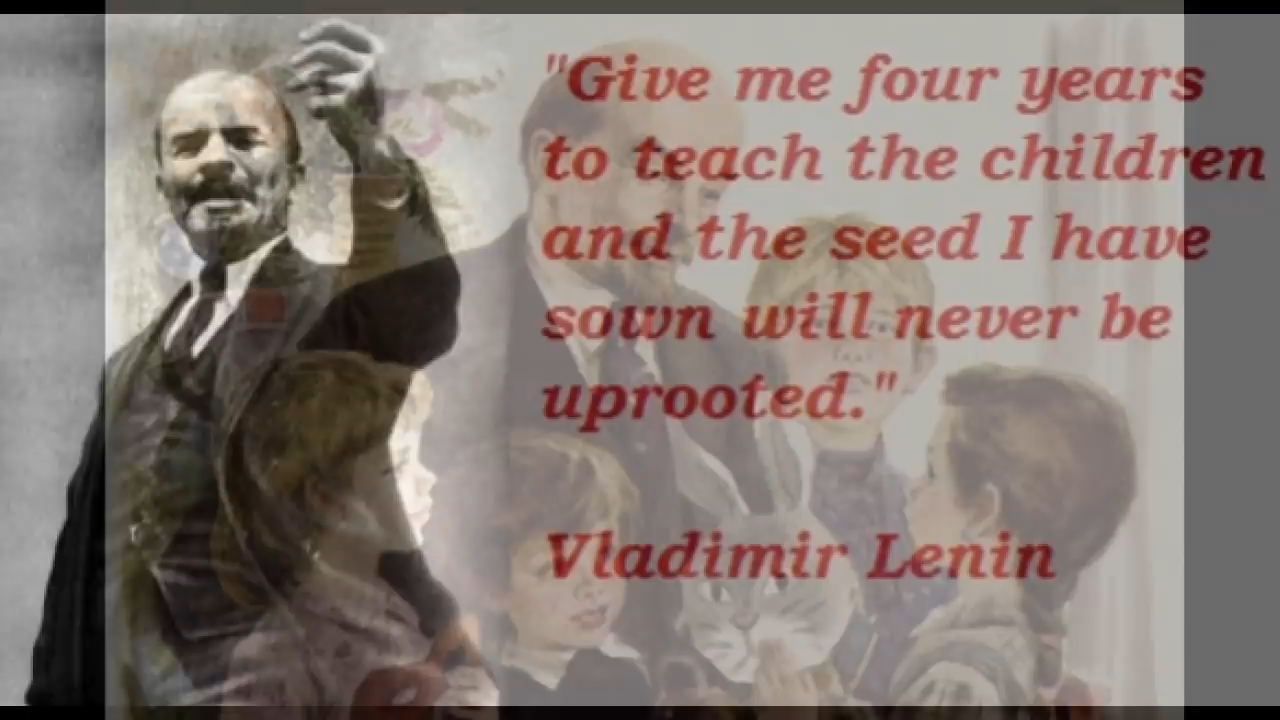 "Give me four years
to teach the children
and the seed I have
sown will never be
uprooted."
Vladimir Lenin